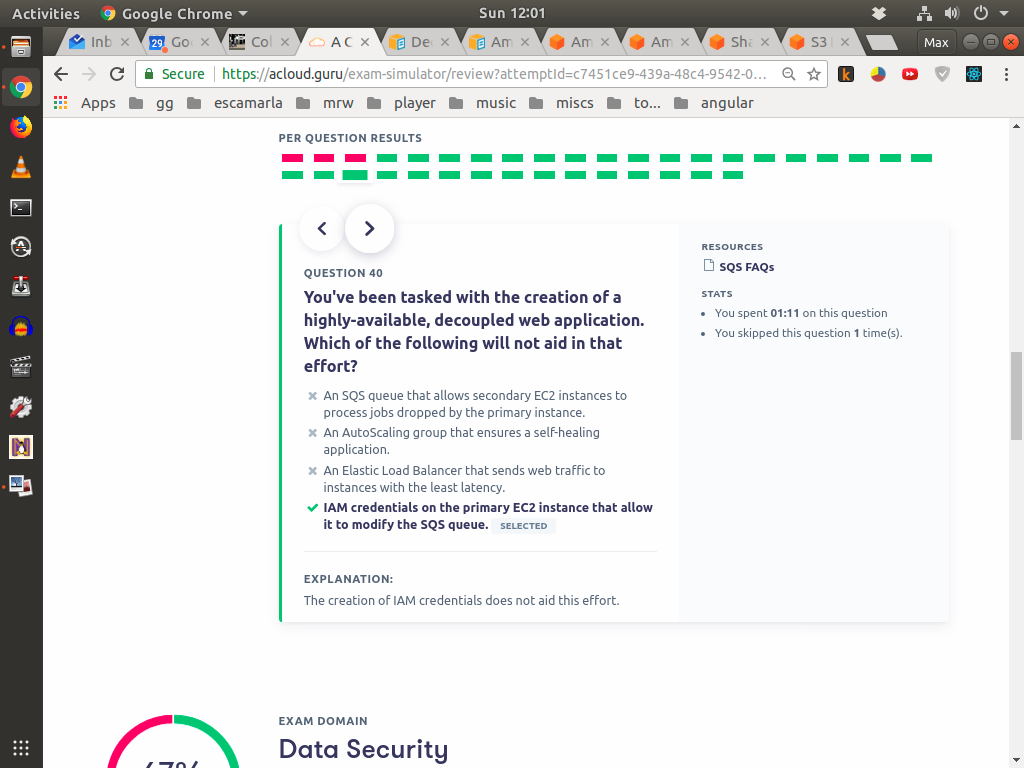 Activities
Google Chrome
Sun 12:01
Inb
29
Goo
Col
A C
De
Am
Am
Am
Sha
S3
Max
Secure
https://acloud.guru/exam-simulator/review?attemptId=c7451ce9-439a-48c4-9542-0...
Apps
gg
escamarla
mrw
player
music
miscs
to...
angular
PER QUESTION RESULTS
QUESTION 40
You've been tasked with the creation of a
highly-available, decoupled web application.
Which of the following will not aid in that
effort?
An SQS queue that allows secondary EC2 instances to
process jobs dropped by the primary instance.
An AutoScaling group that ensures a self-healing
application.
An Elastic Load Balancer that sends web traffic to
instances with the least latency.
IAM credentials on the primary EC2 instance that allow
it to modify the SQS queue. SELECTED
EXPLANATION:
The creation of IAM credentials does not aid this effort.
RESOURCES
SQS FAQs
STATS
You spent 01:11 on this question
You skipped this question 1 time(s).
EXAM DOMAIN
Data Security